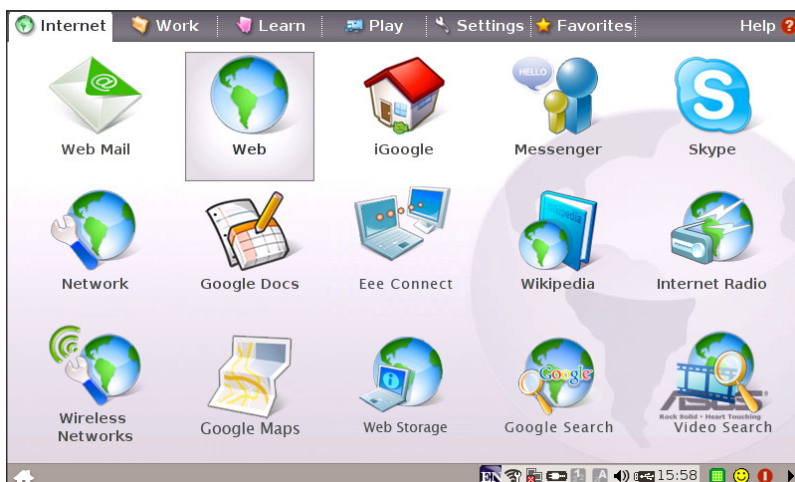 Internet Work Learn Play Settings Favorites Help ?
HELLO
Web Mail Web iGoogle Messenger Skype
Wikipedia
Network Google Docs Eee Connect Wikipedia Internet Radio
Google
ASUS
Rock Solid • Heart Touching
Wireless
Networks
Google Maps Web Storage Google Search Video Search
EN 1 A 15:58